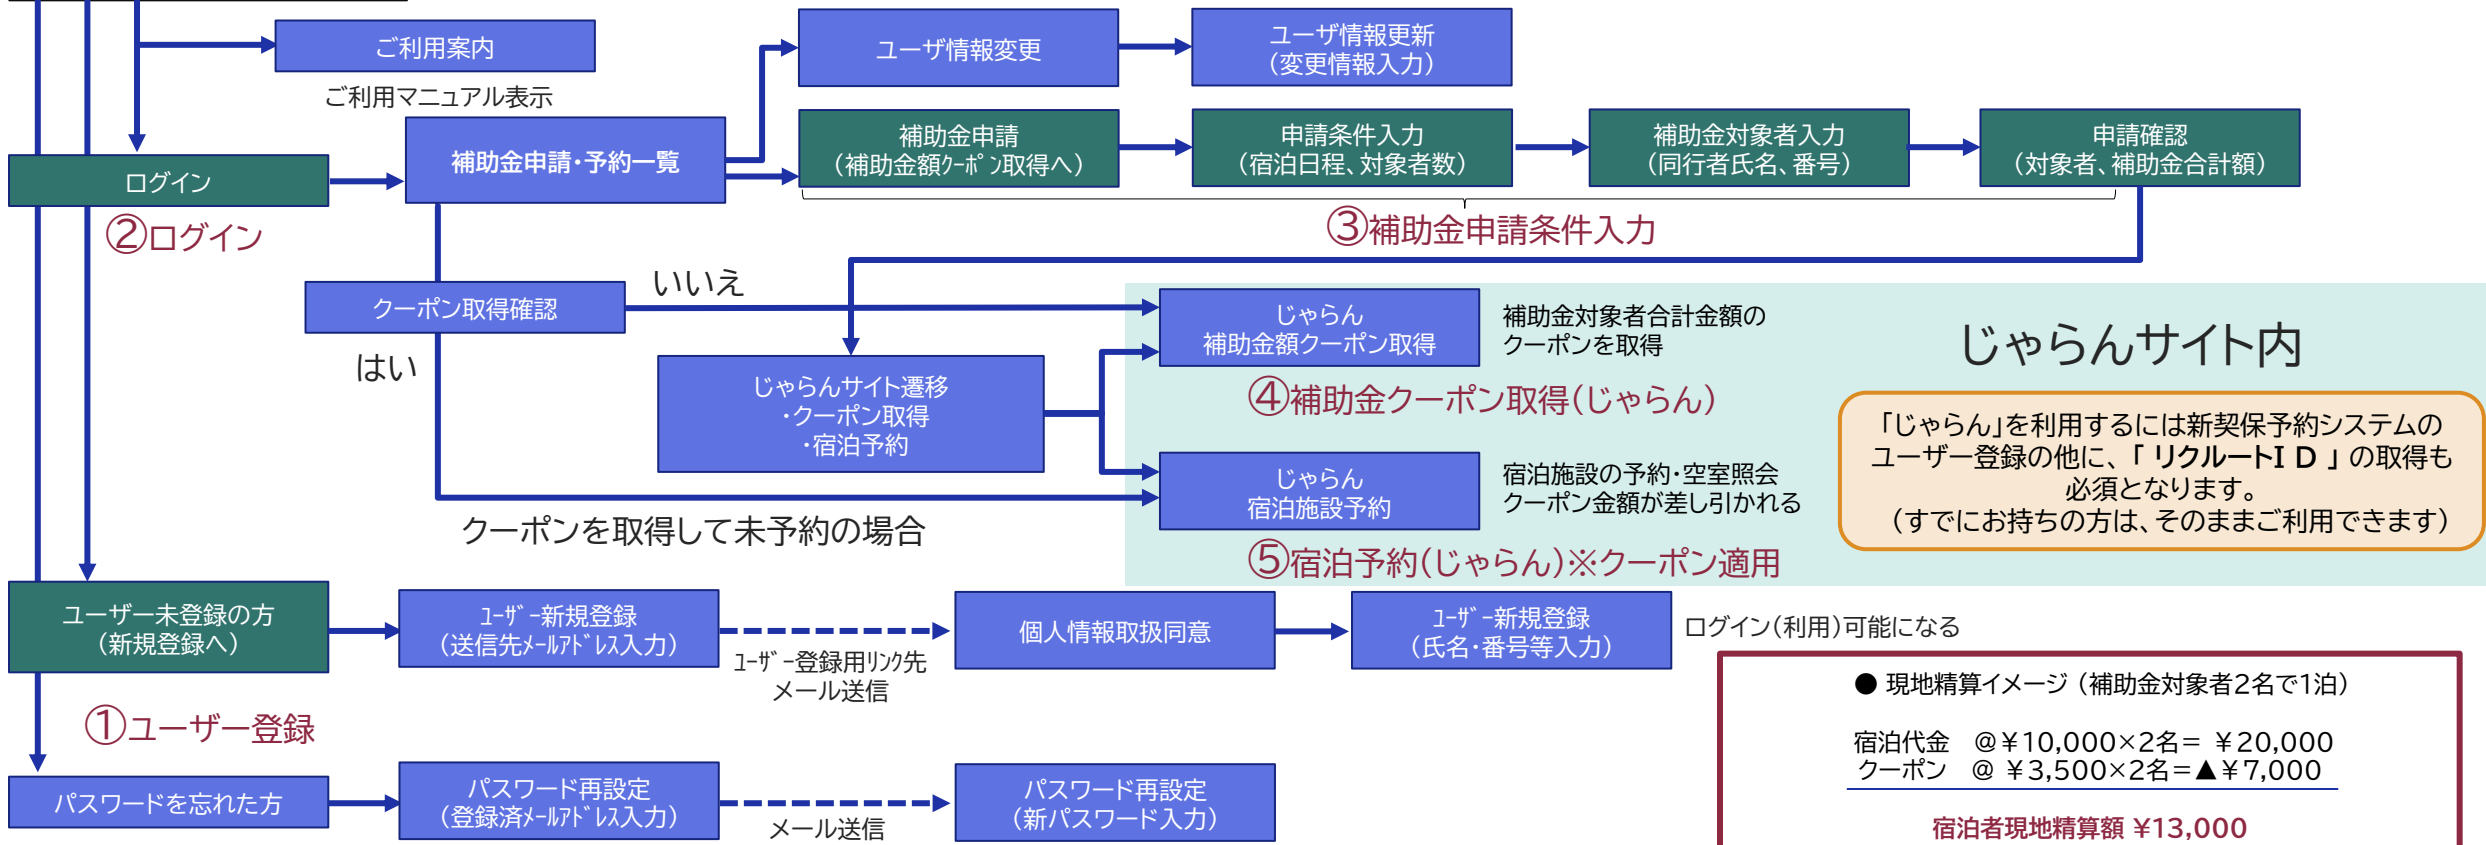 ご利用案内
ご利用マニュアル表示
ユーザ情報変更
ユーザ情報更新
（変更情報入力）
ログイン
②ログイン
補助金申請・予約一覧
補助金申請
（補助金額ｸｰﾎﾟﾝ取得へ）
申請条件入力
（宿泊日程、対象者数）
補助金対象者入力
（同行者氏名、番号）
申請確認
（対象者、補助金合計額）
③補助金申請条件入力
クーポン取得確認
いいえ
はい
じゃらんサイト遷移
・クーポン取得
・宿泊予約
クーポンを取得して未予約の場合
じゃらん
補助金額クーポン取得
補助金対象者合計金額の
クーポンを取得
④補助金クーポン取得（じゃらん）
じゃらん
宿泊施設予約
宿泊施設の予約・空室照会
クーポン金額が差し引かれる
⑤宿泊予約（じゃらん）※クーポン適用
じゃらんサイト内
「じゃらん」を利用するには新契保予約システムの
ユーザー登録の他に、「リクルートＩＤ」の取得も
必須となります。
（すでにお持ちの方は、そのままご利用できます）
ユーザー未登録の方
（新規登録へ）
ﾕｰｻﾞｰ新規登録
（送信先ﾒｰﾙｱﾄﾞﾚｽ入力）
ﾕｰｻﾞｰ登録用ﾘﾝｸ先
メール送信
個人情報取扱同意
ﾕｰｻﾞｰ新規登録
（氏名・番号等入力）
ログイン（利用）可能になる
①ユーザー登録
パスワードを忘れた方
パスワード再設定
（登録済ﾒｰﾙｱﾄﾞﾚｽ入力）
メール送信
パスワード再設定
（新パスワード入力）
● 現地精算イメージ（補助金対象者2名で1泊）
宿泊代金　＠￥10,000×2名＝ ￥20,000
クーポン　＠ ￥3,500×2名＝▲￥7,000
宿泊者現地精算額 ¥13,000